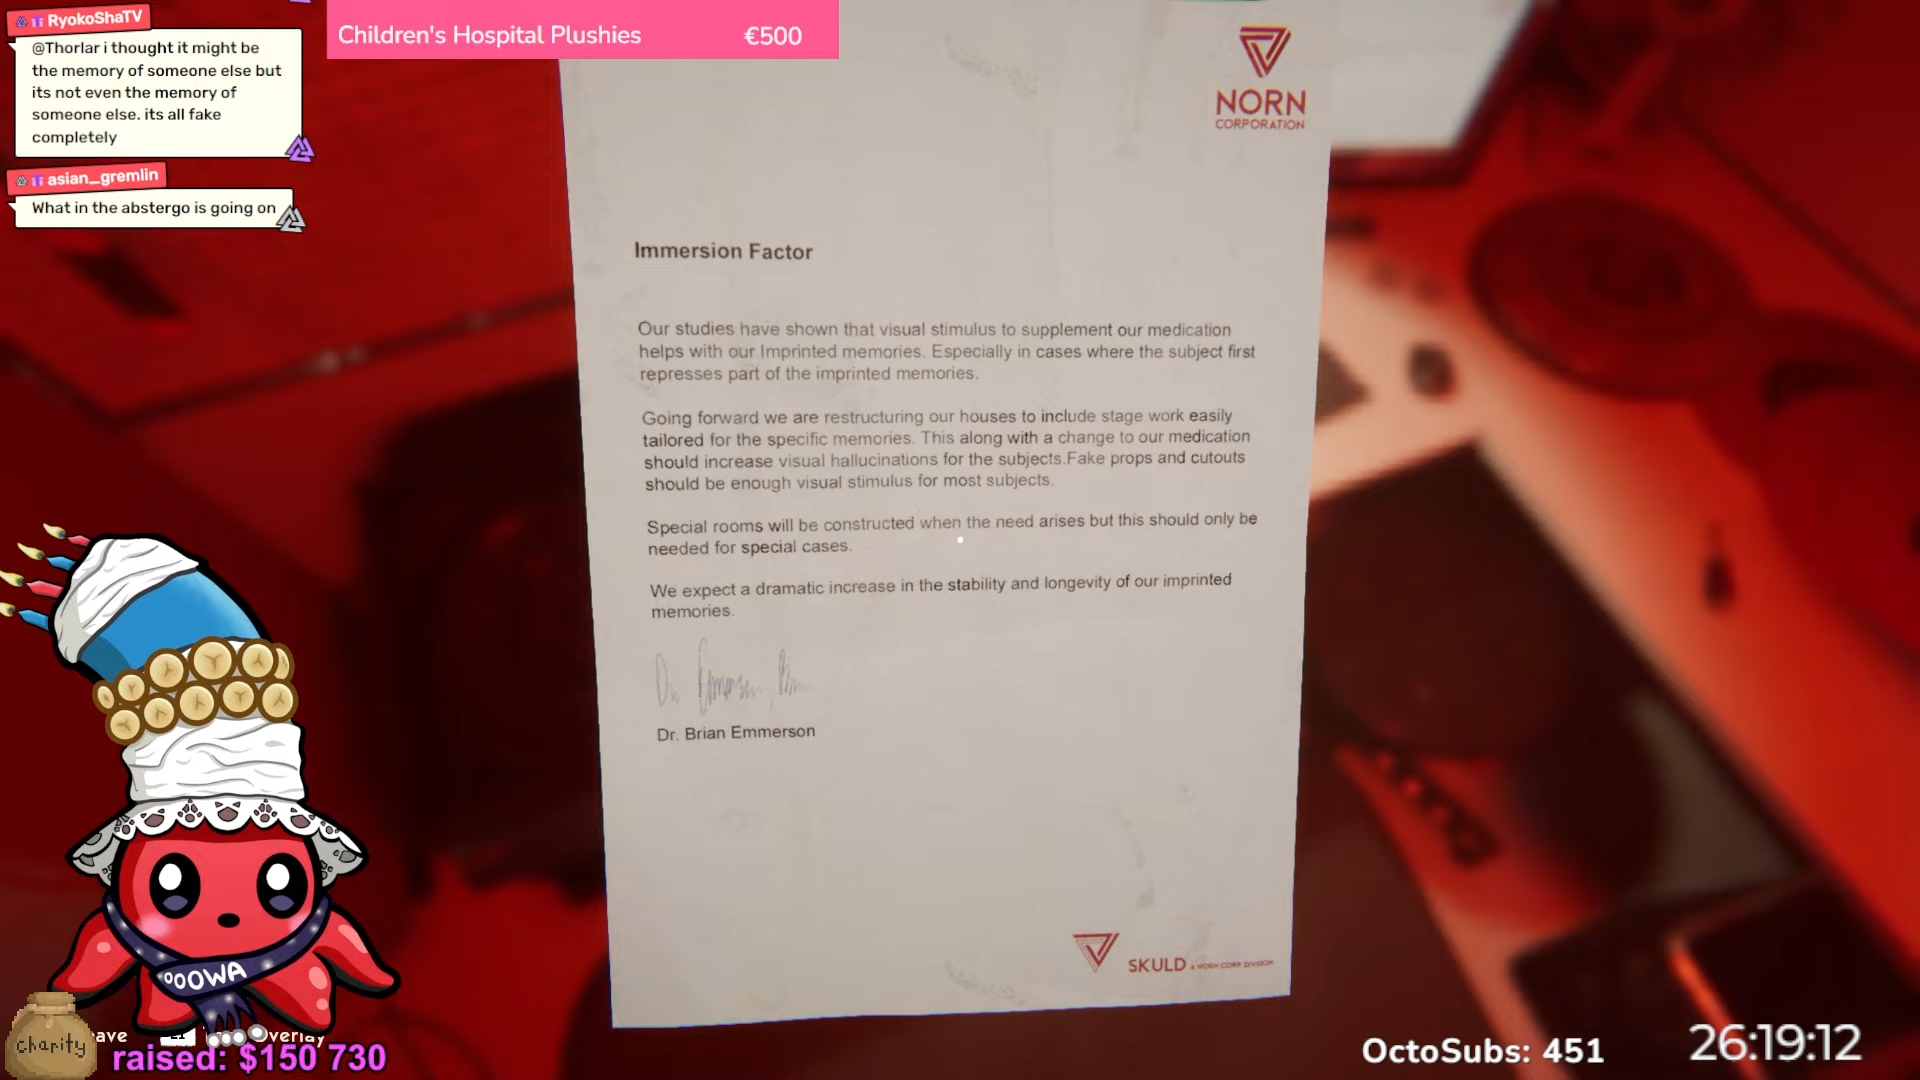 RyokoShaTV
@Thorlar i thought it might be
the memory of someone else but
its not even the memory of
someone else. its all fake
completely
asian_gremlin
What in the abstergo is going on
Children's Hospital Plushies €500
NORN
CORPORATION
Immersion Factor
Our studies have shown that visual stimulus to supplement our medication
helps with our Imprinted memories. Especially in cases where the subject first
represses part of the imprinted memories.
Going forward we are restructuring our houses to include stage work easily
tailored for the specific memories. This along with a change to our medication
should increase visual hallucinations for the subjects.Fake props and cutouts
should be enough visual stimulus for most subjects.
Special rooms will be constructed when the need arises but this should only be
needed for special cases.
We expect a dramatic increase in the stability and longevity of our imprinted
memories.
Dr. Brian Emmerson
SKULD A NORN CORP DIVISION
OOOWA
Overlay
charity
raised: $150 730
OctoSubs: 451
26:19:12